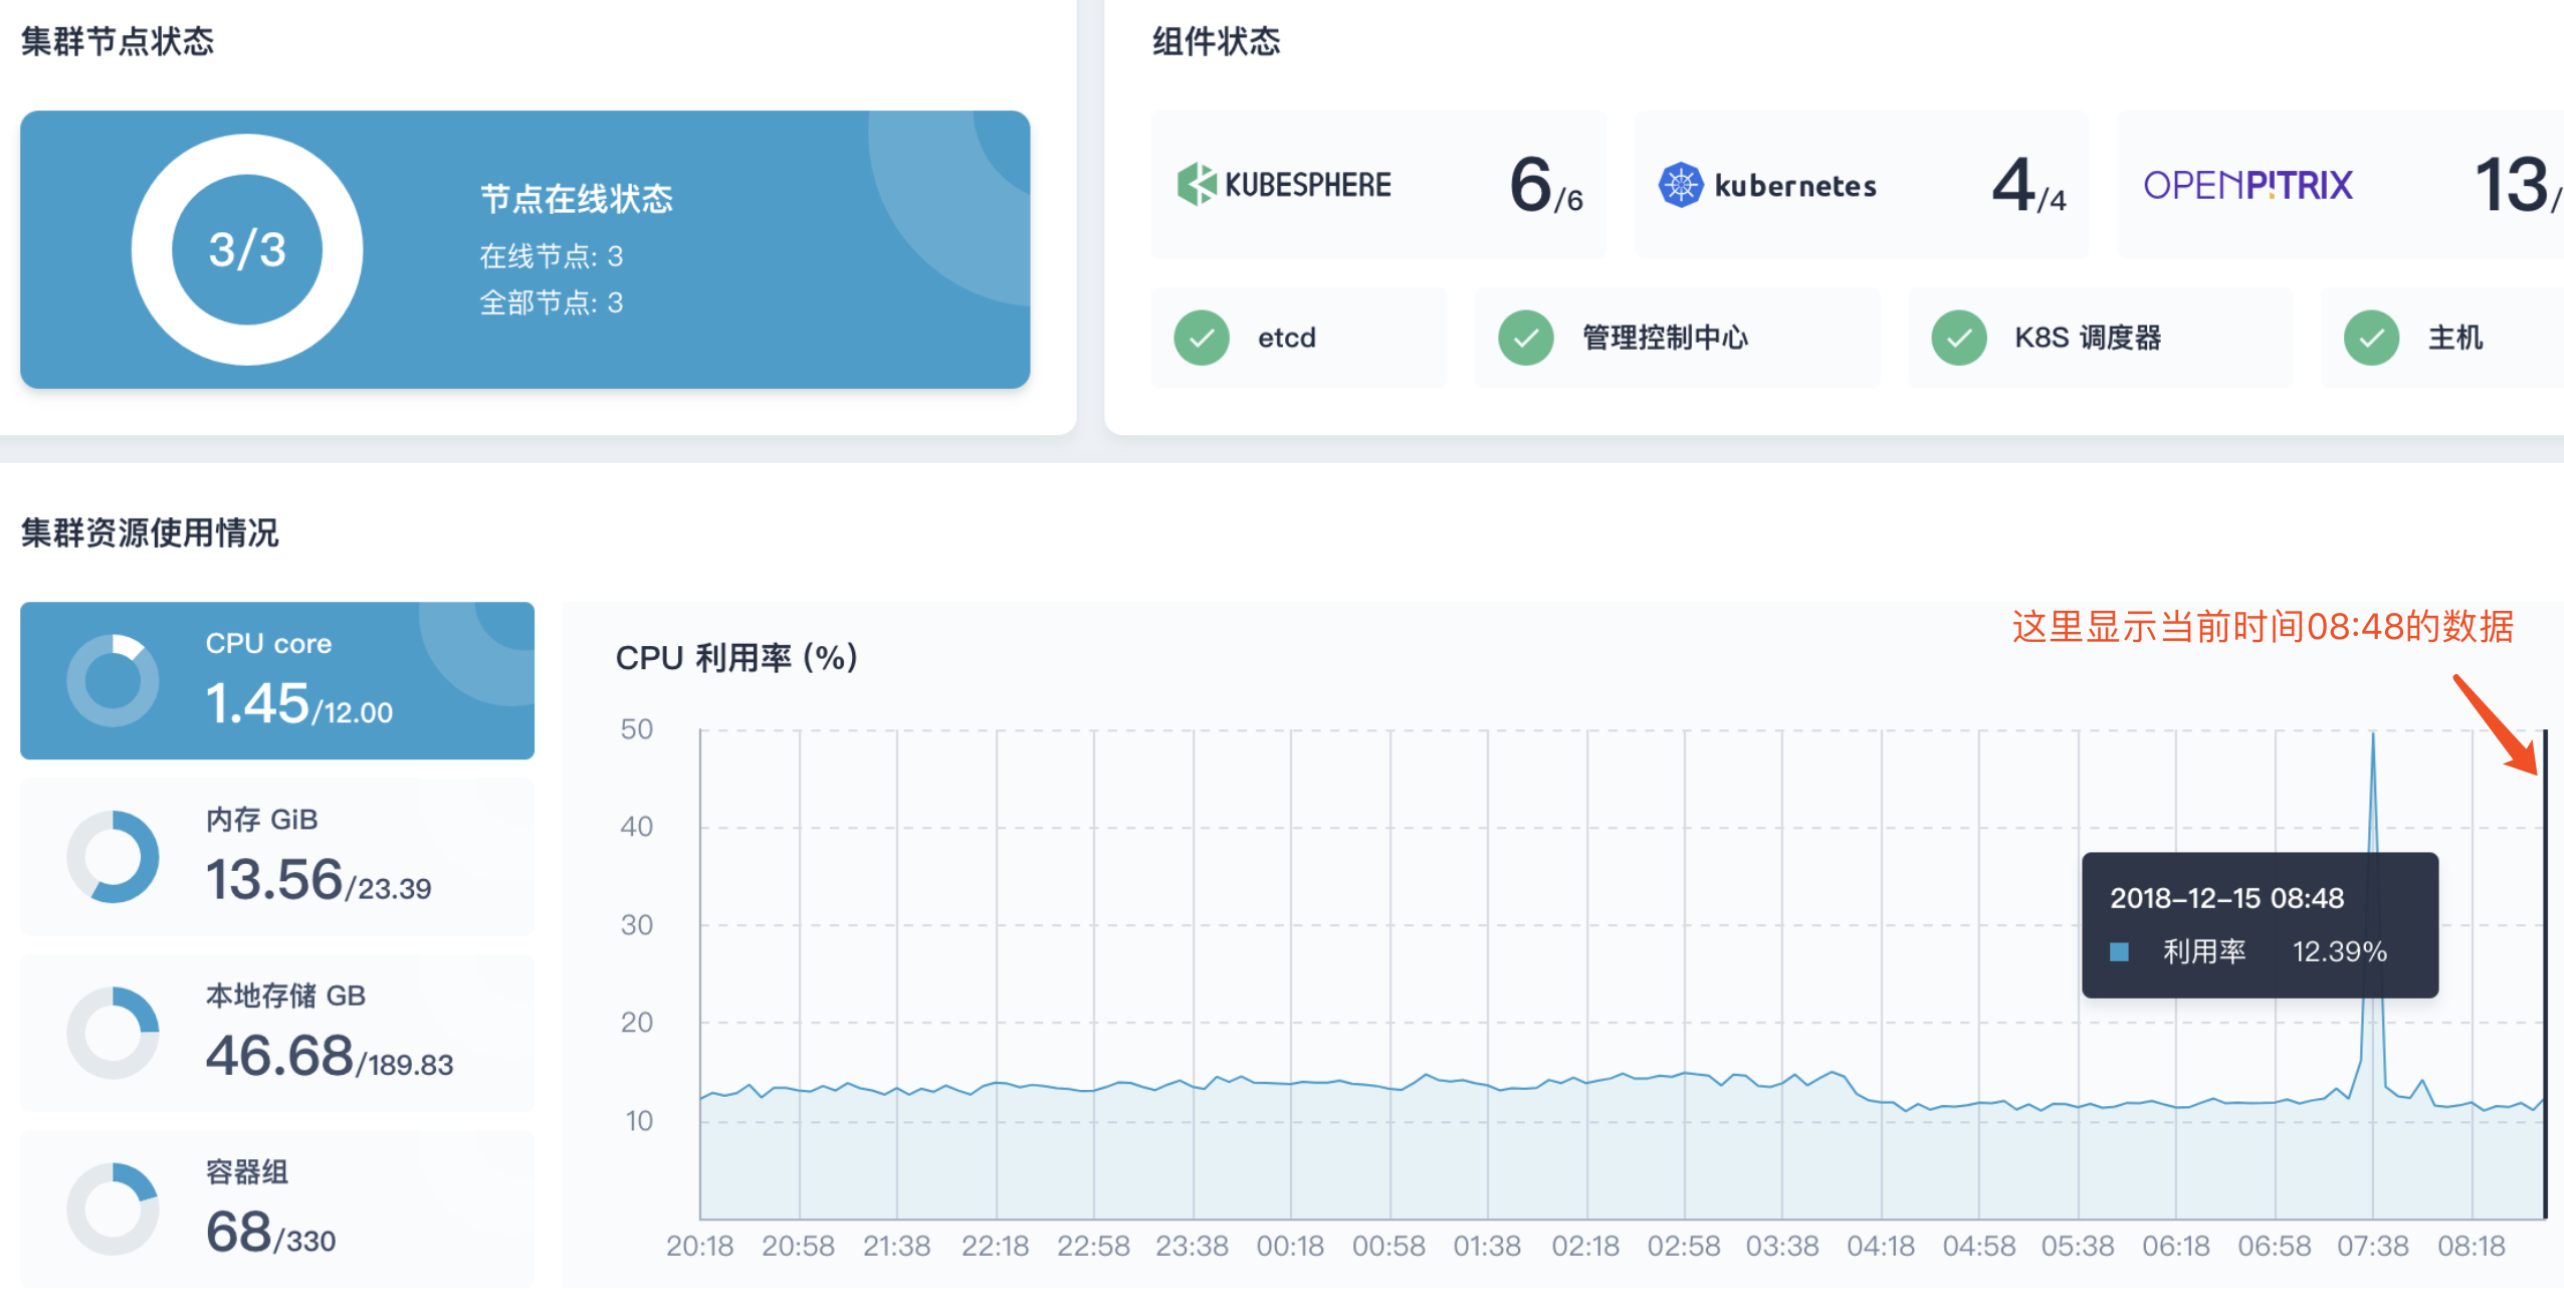 集群节点状态
3/3
节点在线状态
在线节点: 3
全部节点: 3
组件状态
KUBESPHERE 6/6
kubernetes 4/4
OPENPITRIX 13/
etcd
管理控制中心
K8S 调度器
主机
集群资源使用情况
CPU core
1.45/12.00
内存 GiB
13.56/23.39
本地存储 GB
46.68/189.83
容器组
68/330
CPU 利用率 (%)
这里显示当前时间08:48的数据
50
40
30
20
10
2018-12-15 08:48
利用率 12.39%
20:18 20:58 21:38 22:18 22:58 23:38 00:18 00:58 01:38 02:18 02:58 03:38 04:18 04:58 05:38 06:18 06:58 07:38 08:18